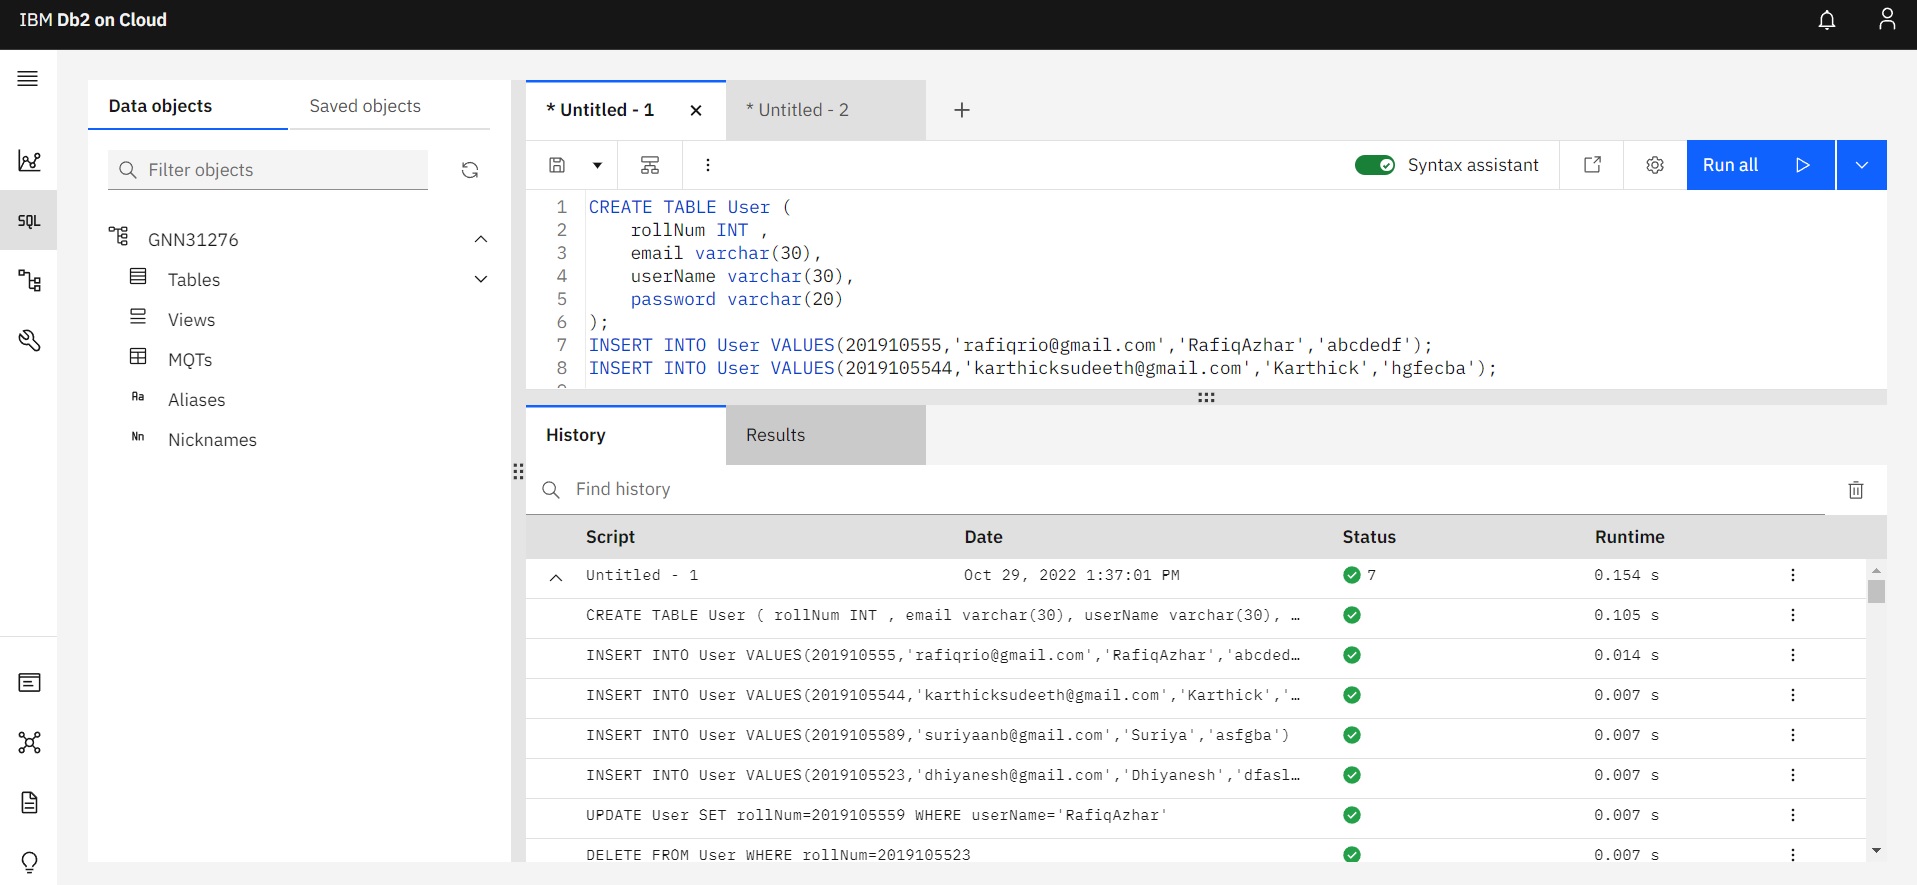 IBM Db2 on Cloud
Data objects
Saved objects
Filter objects
GNN31276
Tables
Views
MQTs
Aa Aliases
Nn Nicknames
SQL
* Untitled - 1
* Untitled - 2
Syntax assistant
Run all
1 CREATE TABLE User (
2 rollNum INT ,
3 email varchar(30),
4 userName varchar(30),
5 password varchar(20)
6 );
7 INSERT INTO User VALUES(201910555,'rafiqrio@gmail.com','RafiqAzhar','abcdedf');
8 INSERT INTO User VALUES(2019105544,'karthicksudeeth@gmail.com','Karthick','hgfecba');
History
Results
Find history
Script Date Status Runtime
Untitled - 1 Oct 29, 2022 1:37:01 PM 7 0.154 s
CREATE TABLE User ( rollNum INT , email varchar(30), userName varchar(30), … 0.105 s
INSERT INTO User VALUES(201910555,'rafiqrio@gmail.com','RafiqAzhar','abcded… 0.014 s
INSERT INTO User VALUES(2019105544,'karthicksudeeth@gmail.com','Karthick','… 0.007 s
INSERT INTO User VALUES(2019105589,'suriyaanb@gmail.com','Suriya','asfgba') 0.007 s
INSERT INTO User VALUES(2019105523,'dhiyanesh@gmail.com','Dhiyanesh','dfasl… 0.007 s
UPDATE User SET rollNum=2019105559 WHERE userName='RafiqAzhar' 0.007 s
DELETE FROM User WHERE rollNum=2019105523 0.007 s